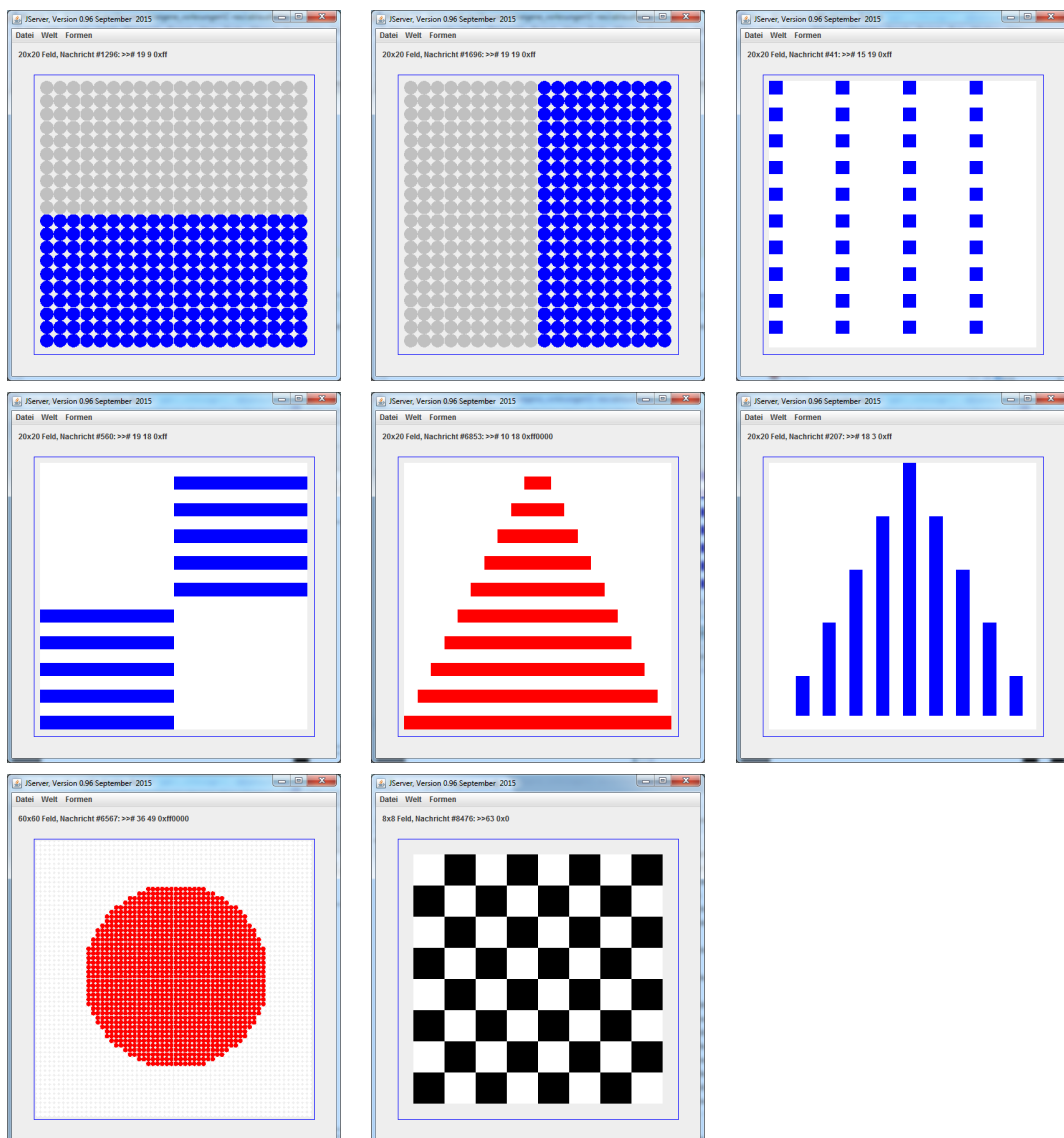 JServer, Version 0.96 September 2015
Datei Welt Formen
20x20 Feld, Nachricht #1296: >># 19 9 0xff
JServer, Version 0.96 September 2015
Datei Welt Formen
20x20 Feld, Nachricht #1696: >># 19 19 0xff
JServer, Version 0.96 September 2015
Datei Welt Formen
20x20 Feld, Nachricht #41: >># 15 19 0xff
JServer, Version 0.96 September 2015
Datei Welt Formen
20x20 Feld, Nachricht #560: >># 19 18 0xff
JServer, Version 0.96 September 2015
Datei Welt Formen
20x20 Feld, Nachricht #6853: >># 10 18 0xff0000
JServer, Version 0.96 September 2015
Datei Welt Formen
20x20 Feld, Nachricht #207: >># 18 3 0xff
JServer, Version 0.96 September 2015
Datei Welt Formen
60x60 Feld, Nachricht #6567: >># 36 49 0xff0000
JServer, Version 0.96 September 2015
Datei Welt Formen
8x8 Feld, Nachricht #8476: >>63 0x0